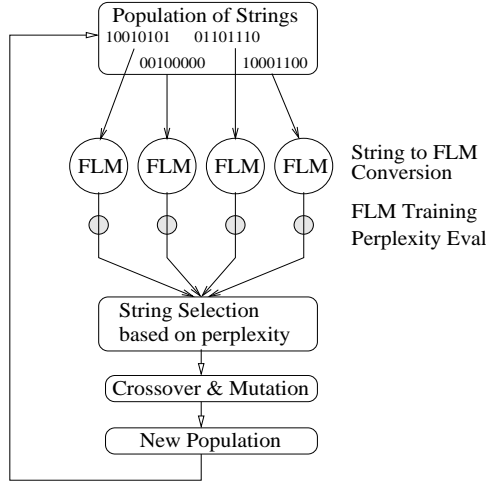 Population of Strings
10010101 01101110
00100000 10001100
FLM FLM FLM FLM
String to FLM
Conversion
FLM Training
Perplexity Eval
String Selection
based on perplexity
Crossover & Mutation
New Population